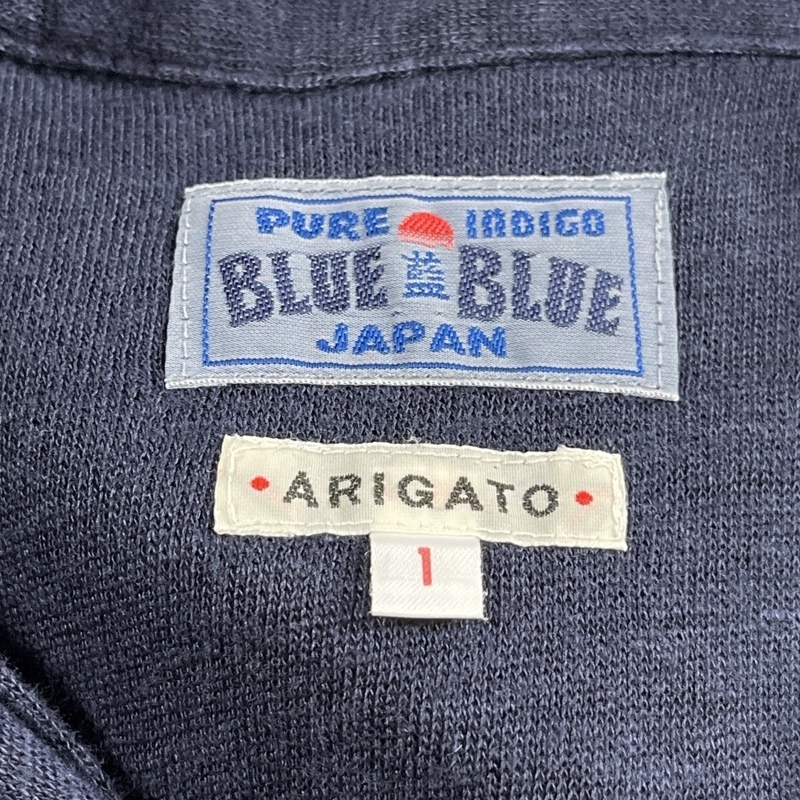 PURE INDIGO
BLUE 藍 BLUE
JAPAN
• ARIGATO •
1